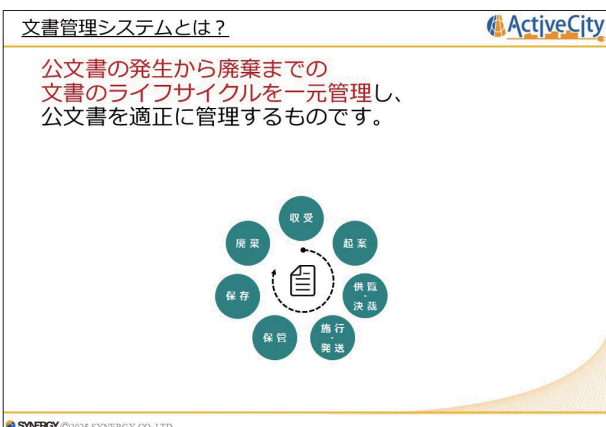 文書管理システムとは？
ActiveCity
公文書の発生から廃棄までの
文書のライフサイクルを一元管理し、
公文書を適正に管理するものです。
収受
起案
供覧
・
決裁
施行
・
発送
保管
保存
廃棄
SYNERGY ©2025 SYNERGY CO.,LTD.